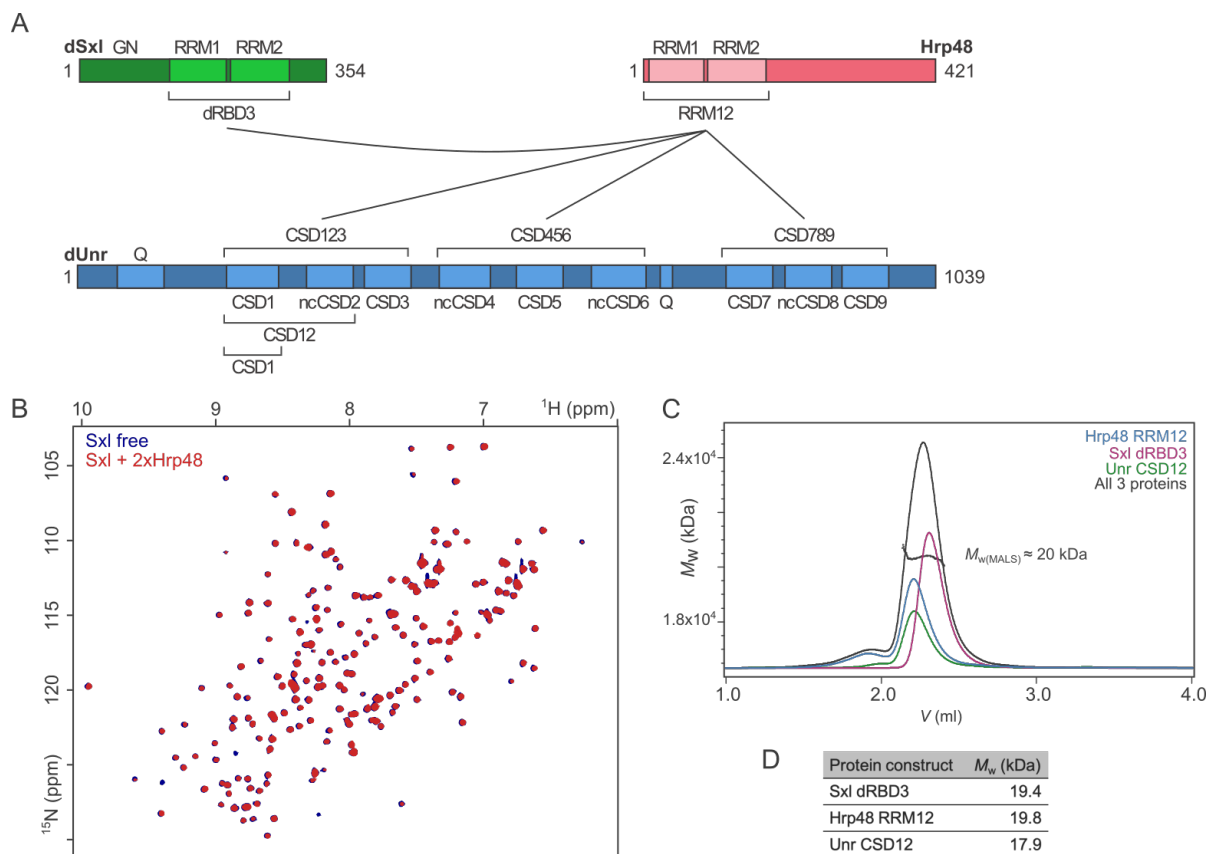 A
dSxl GN RRM1 RRM2
1 354
dRBD3
RRM1 RRM2 Hrp48
1 421
RRM12
CSD123 CSD456 CSD789
dUnr Q
1 1039
CSD1 ncCSD2 CSD3 ncCSD4 CSD5 ncCSD6 Q CSD7 ncCSD8 CSD9
CSD12
CSD1
B
10 9 8 7 ¹H (ppm)
Sxl free
Sxl + 2xHrp48
105
110
115
120
¹⁵N (ppm)
C
Hrp48 RRM12
Sxl dRBD3
Unr CSD12
All 3 proteins
2.4x10⁴
1.8x10⁴
Mw (kDa)
Mw(MALS) ≈ 20 kDa
1.0 2.0 3.0 4.0
V (ml)
D
Protein construct Mw (kDa)
Sxl dRBD3 19.4
Hrp48 RRM12 19.8
Unr CSD12 17.9